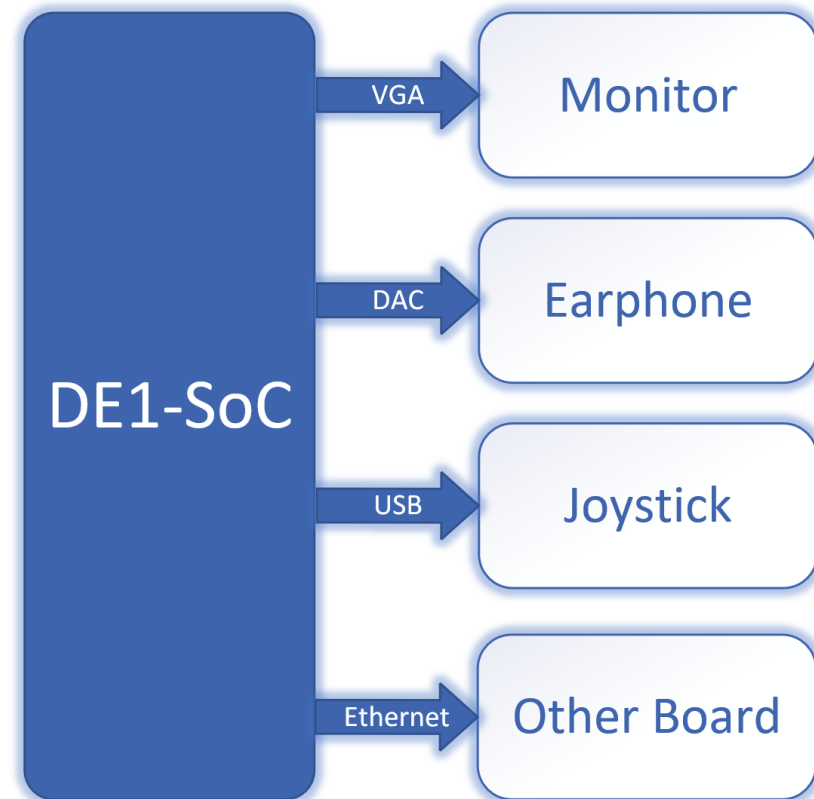 DE1-SoC
VGA
Monitor
DAC
Earphone
USB
Joystick
Ethernet
Other Board